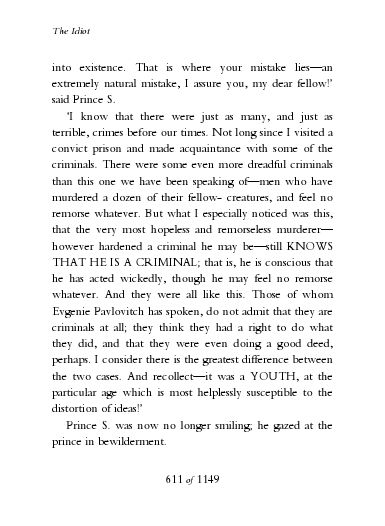 The Idiot
into existence. That is where your mistake lies—an
extremely natural mistake, I assure you, my dear fellow!’
said Prince S.
‘I know that there were just as many, and just as
terrible, crimes before our times. Not long since I visited a
convict prison and made acquaintance with some of the
criminals. There were some even more dreadful criminals
than this one we have been speaking of—men who have
murdered a dozen of their fellow- creatures, and feel no
remorse whatever. But what I especially noticed was this,
that the very most hopeless and remorseless murderer—
however hardened a criminal he may be—still KNOWS
THAT HE IS A CRIMINAL; that is, he is conscious that
he has acted wickedly, though he may feel no remorse
whatever. And they were all like this. Those of whom
Evgenie Pavlovitch has spoken, do not admit that they are
criminals at all; they think they had a right to do what
they did, and that they were even doing a good deed,
perhaps. I consider there is the greatest difference between
the two cases. And recollect—it was a YOUTH, at the
particular age which is most helplessly susceptible to the
distortion of ideas!’
Prince S. was now no longer smiling; he gazed at the
prince in bewilderment.
611 of 1149